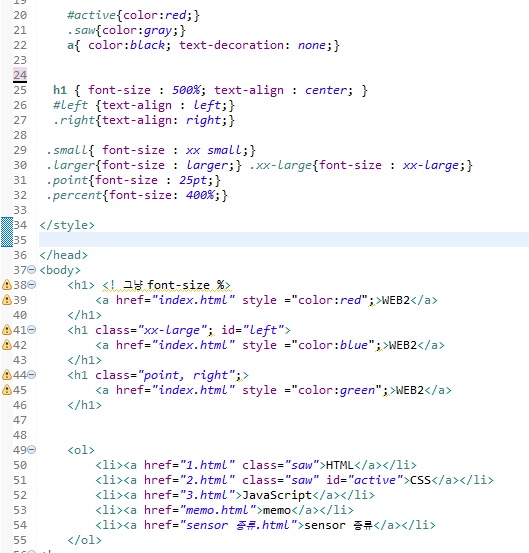 20 #active{color:red;}
21 .saw{color:gray;}
22 a{ color:black; text-decoration: none;}
23
24
25 h1 { font-size : 500%; text-align : center; }
26 #left {text-align : left;}
27 .right{text-align: right;}
28
29 .small{ font-size : xx small;}
30 .larger{font-size : larger;} .xx-large{font-size : xx-large;}
31 .point{font-size : 25pt;}
32 .percent{font-size: 400%;}
33
34 </style>
35
36 </head>
37 <body>
38 <h1> <! 그냥 font-size %>
39 <a href="index.html" style ="color:red";>WEB2</a>
40 </h1>
41 <h1 class="xx-large"; id="left">
42 <a href="index.html" style ="color:blue";>WEB2</a>
43 </h1>
44 <h1 class="point, right";>
45 <a href="index.html" style ="color:green";>WEB2</a>
46 </h1>
47
48
49 <ol>
50 <li><a href="1.html" class="saw">HTML</a></li>
51 <li><a href="2.html" class="saw" id="active">CSS</a></li>
52 <li><a href="3.html">JavaScript</a></li>
53 <li><a href="memo.html">memo</a></li>
54 <li><a href="sensor 종류.html">sensor 종류</a></li>
55 </ol>